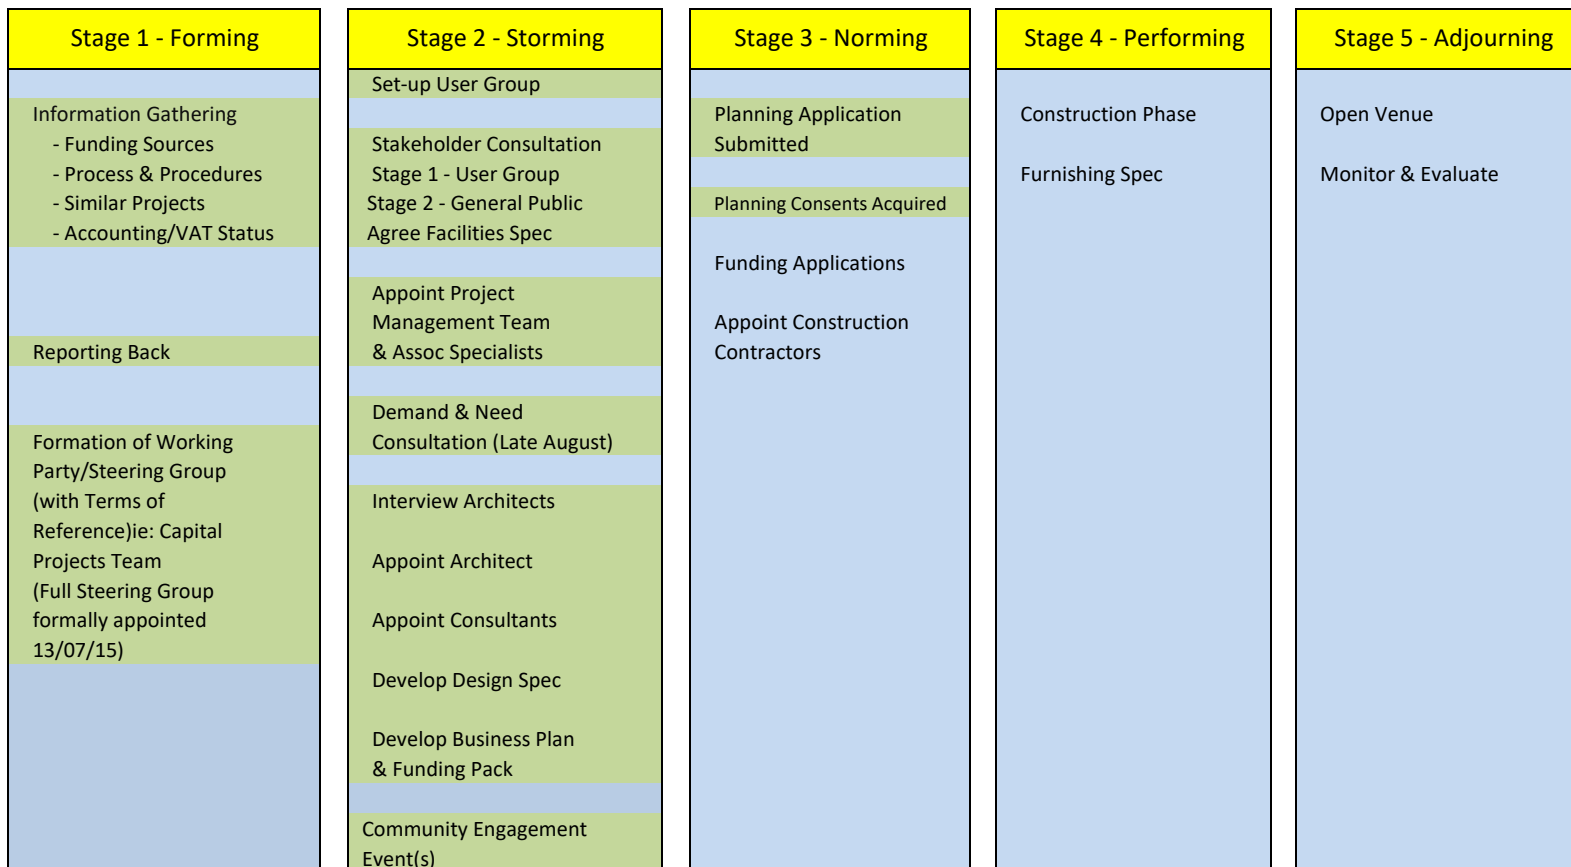 Stage 1 - Forming
Information Gathering
- Funding Sources
- Process & Procedures
- Similar Projects
- Accounting/VAT Status
Reporting Back
Formation of Working
Party/Steering Group
(with Terms of
Reference)ie: Capital
Projects Team
(Full Steering Group
formally appointed
13/07/15)
Stage 2 - Storming
Set-up User Group
Stakeholder Consultation
Stage 1 - User Group
Stage 2 - General Public
Agree Facilities Spec
Appoint Project
Management Team
& Assoc Specialists
Demand & Need
Consultation (Late August)
Interview Architects
Appoint Architect
Appoint Consultants
Develop Design Spec
Develop Business Plan
& Funding Pack
Community Engagement
Event(s)
Stage 3 - Norming
Planning Application
Submitted
Planning Consents Acquired
Funding Applications
Appoint Construction
Contractors
Stage 4 - Performing
Construction Phase
Furnishing Spec
Stage 5 - Adjourning
Open Venue
Monitor & Evaluate